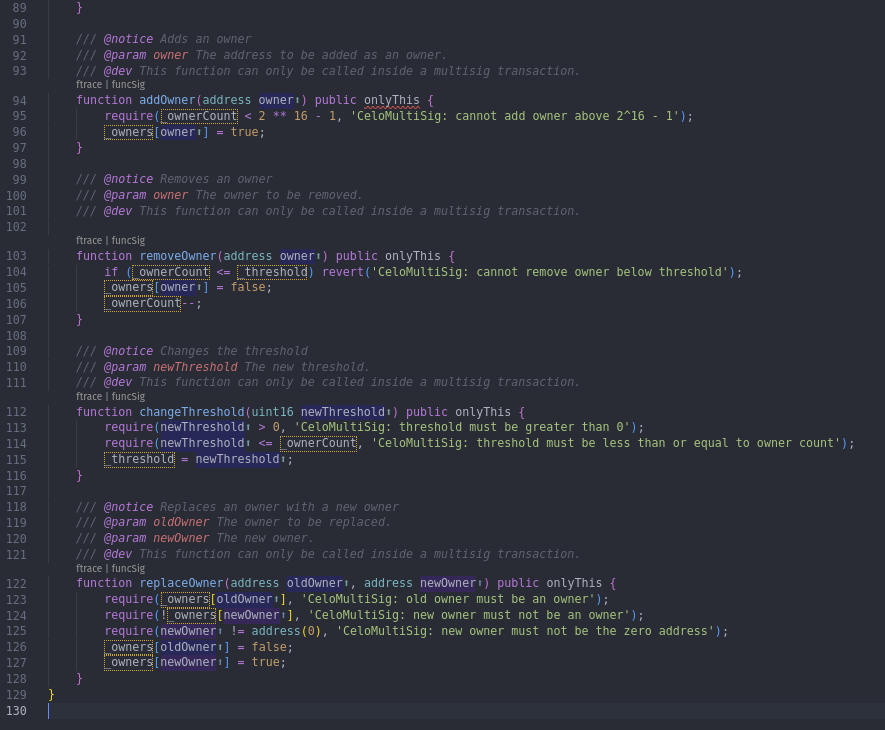 89 }
90
91 /// @notice Adds an owner
92 /// @param owner The address to be added as an owner.
93 /// @dev This function can only be called inside a multisig transaction.
ftrace | funcSig
94 function addOwner(address owner⬆) public onlyThis {
95 require(_ownerCount < 2 ** 16 - 1, 'CeloMultiSig: cannot add owner above 2^16 - 1');
96 _owners[owner⬆] = true;
97 }
98
99 /// @notice Removes an owner
100 /// @param owner The owner to be removed.
101 /// @dev This function can only be called inside a multisig transaction.
102
ftrace | funcSig
103 function removeOwner(address owner⬆) public onlyThis {
104 if (_ownerCount <= _threshold) revert('CeloMultiSig: cannot remove owner below threshold');
105 _owners[owner⬆] = false;
106 _ownerCount--;
107 }
108
109 /// @notice Changes the threshold
110 /// @param newThreshold The new threshold.
111 /// @dev This function can only be called inside a multisig transaction.
ftrace | funcSig
112 function changeThreshold(uint16 newThreshold⬆) public onlyThis {
113 require(newThreshold⬆ > 0, 'CeloMultiSig: threshold must be greater than 0');
114 require(newThreshold⬆ <= _ownerCount, 'CeloMultiSig: threshold must be less than or equal to owner count');
115 _threshold = newThreshold⬆;
116 }
117
118 /// @notice Replaces an owner with a new owner
119 /// @param oldOwner The owner to be replaced.
120 /// @param newOwner The new owner.
121 /// @dev This function can only be called inside a multisig transaction.
ftrace | funcSig
122 function replaceOwner(address oldOwner⬆, address newOwner⬆) public onlyThis {
123 require(_owners[oldOwner⬆], 'CeloMultiSig: old owner must be an owner');
124 require(!_owners[newOwner⬆], 'CeloMultiSig: new owner must not be an owner');
125 require(newOwner⬆ != address(0), 'CeloMultiSig: new owner must not be the zero address');
126 _owners[oldOwner⬆] = false;
127 _owners[newOwner⬆] = true;
128 }
129 }
130